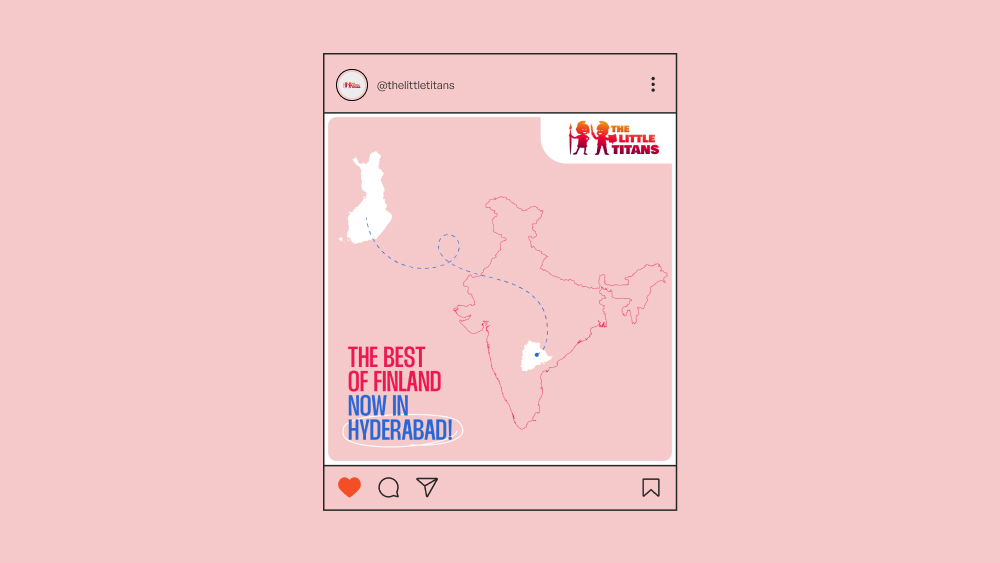 @thelittletitans
THE
LITTLE
TITANS
THE BEST
OF FINLAND
NOW IN
HYDERABAD!